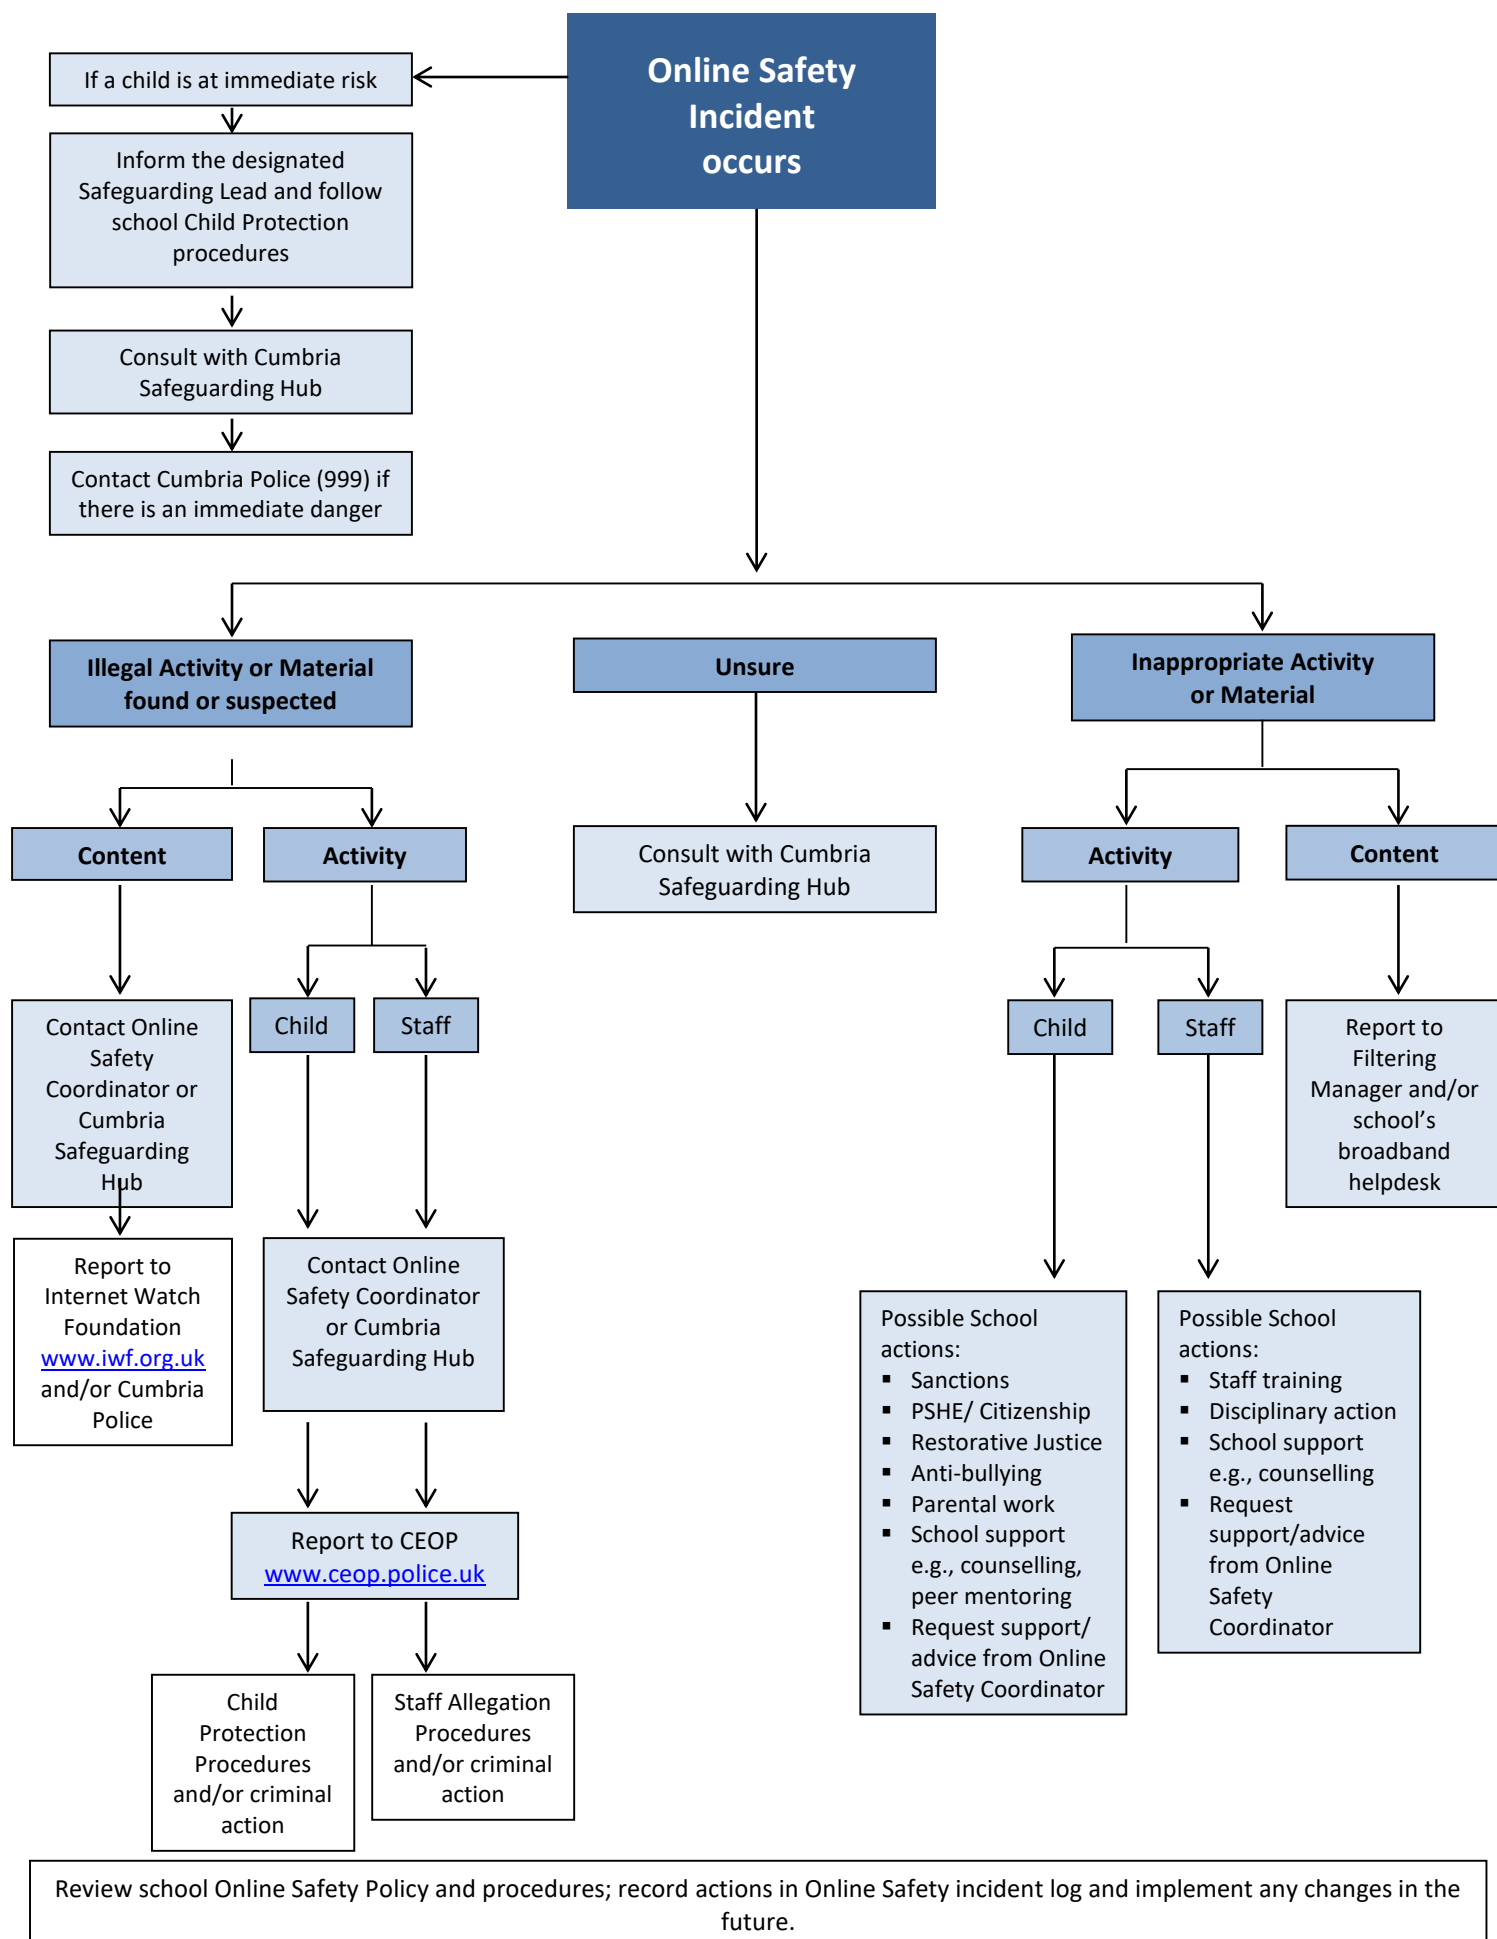 Online Safety
Incident
occurs
If a child is at immediate risk
Inform the designated
Safeguarding Lead and follow
school Child Protection
procedures
Consult with Cumbria
Safeguarding Hub
Contact Cumbria Police (999) if
there is an immediate danger
Illegal Activity or Material
found or suspected
Unsure
Inappropriate Activity
or Material
Content
Activity
Consult with Cumbria
Safeguarding Hub
Activity
Content
Contact Online
Safety
Coordinator or
Cumbria
Safeguarding
Hub
Child
Staff
Child
Staff
Report to
Filtering
Manager and/or
school’s
broadband
helpdesk
Report to
Internet Watch
Foundation
www.iwf.org.uk
and/or Cumbria
Police
Contact Online
Safety Coordinator
or Cumbria
Safeguarding Hub
Report to CEOP
www.ceop.police.uk
Child
Protection
Procedures
and/or criminal
action
Staff Allegation
Procedures
and/or criminal
action
Possible School
actions:
▪ Sanctions
▪ PSHE/ Citizenship
▪ Restorative Justice
▪ Anti-bullying
▪ Parental work
▪ School support
e.g., counselling,
peer mentoring
▪ Request support/
advice from Online
Safety Coordinator
Possible School
actions:
▪ Staff training
▪ Disciplinary action
▪ School support
e.g., counselling
▪ Request
support/advice
from Online
Safety
Coordinator
Review school Online Safety Policy and procedures; record actions in Online Safety incident log and implement any changes in the
future.